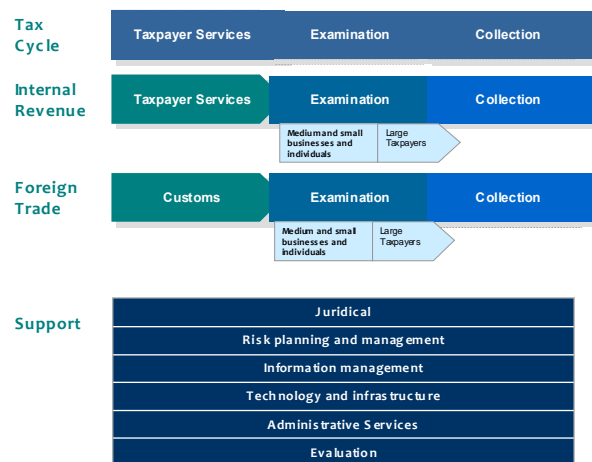 Tax
Cycle
Taxpayer Services
Examination
Collection
Internal
Revenue
Taxpayer Services
Examination
Collection
Medium and small
businesses and
individuals
Large
Taxpayers
Foreign
Trade
Customs
Examination
Collection
Medium and small
businesses and
individuals
Large
Taxpayers
Support
Juridical
Risk planning and management
Information management
Technology and infrastructure
Administrative Services
Evaluation